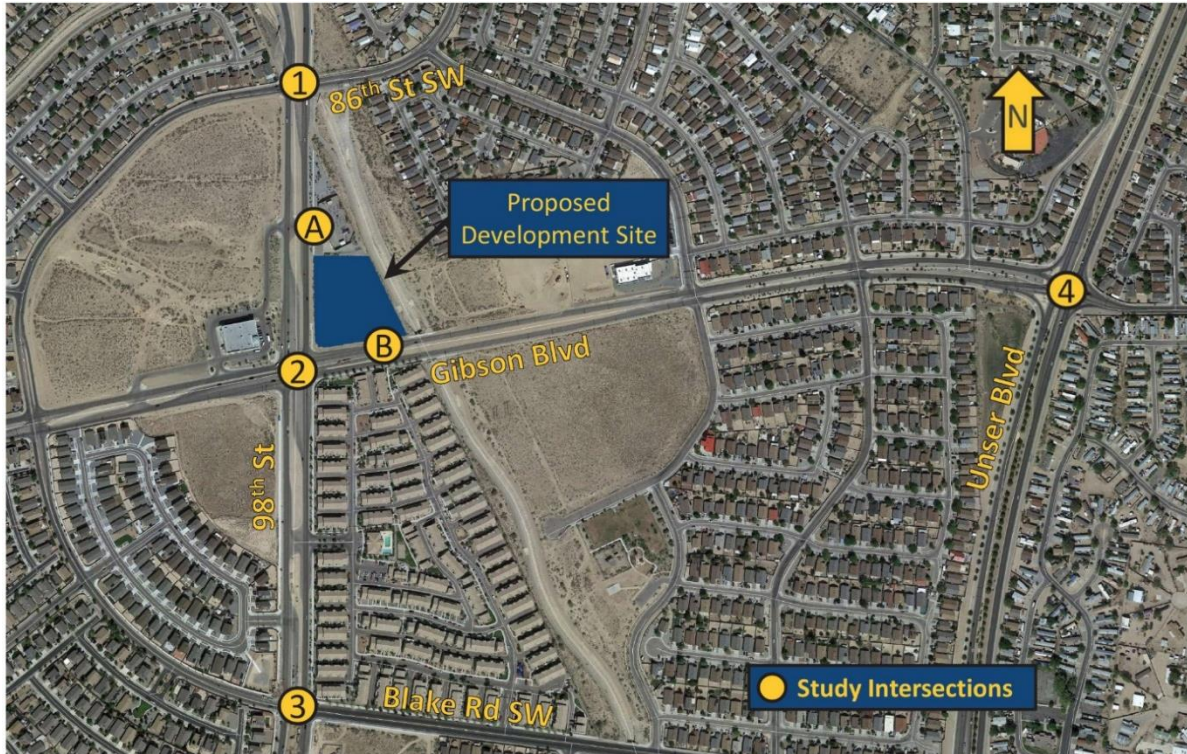 1
86th St SW
N
Proposed
Development Site
A
4
B
Gibson Blvd
2
Unser Blvd
98th St
Study Intersections
3
Blake Rd SW